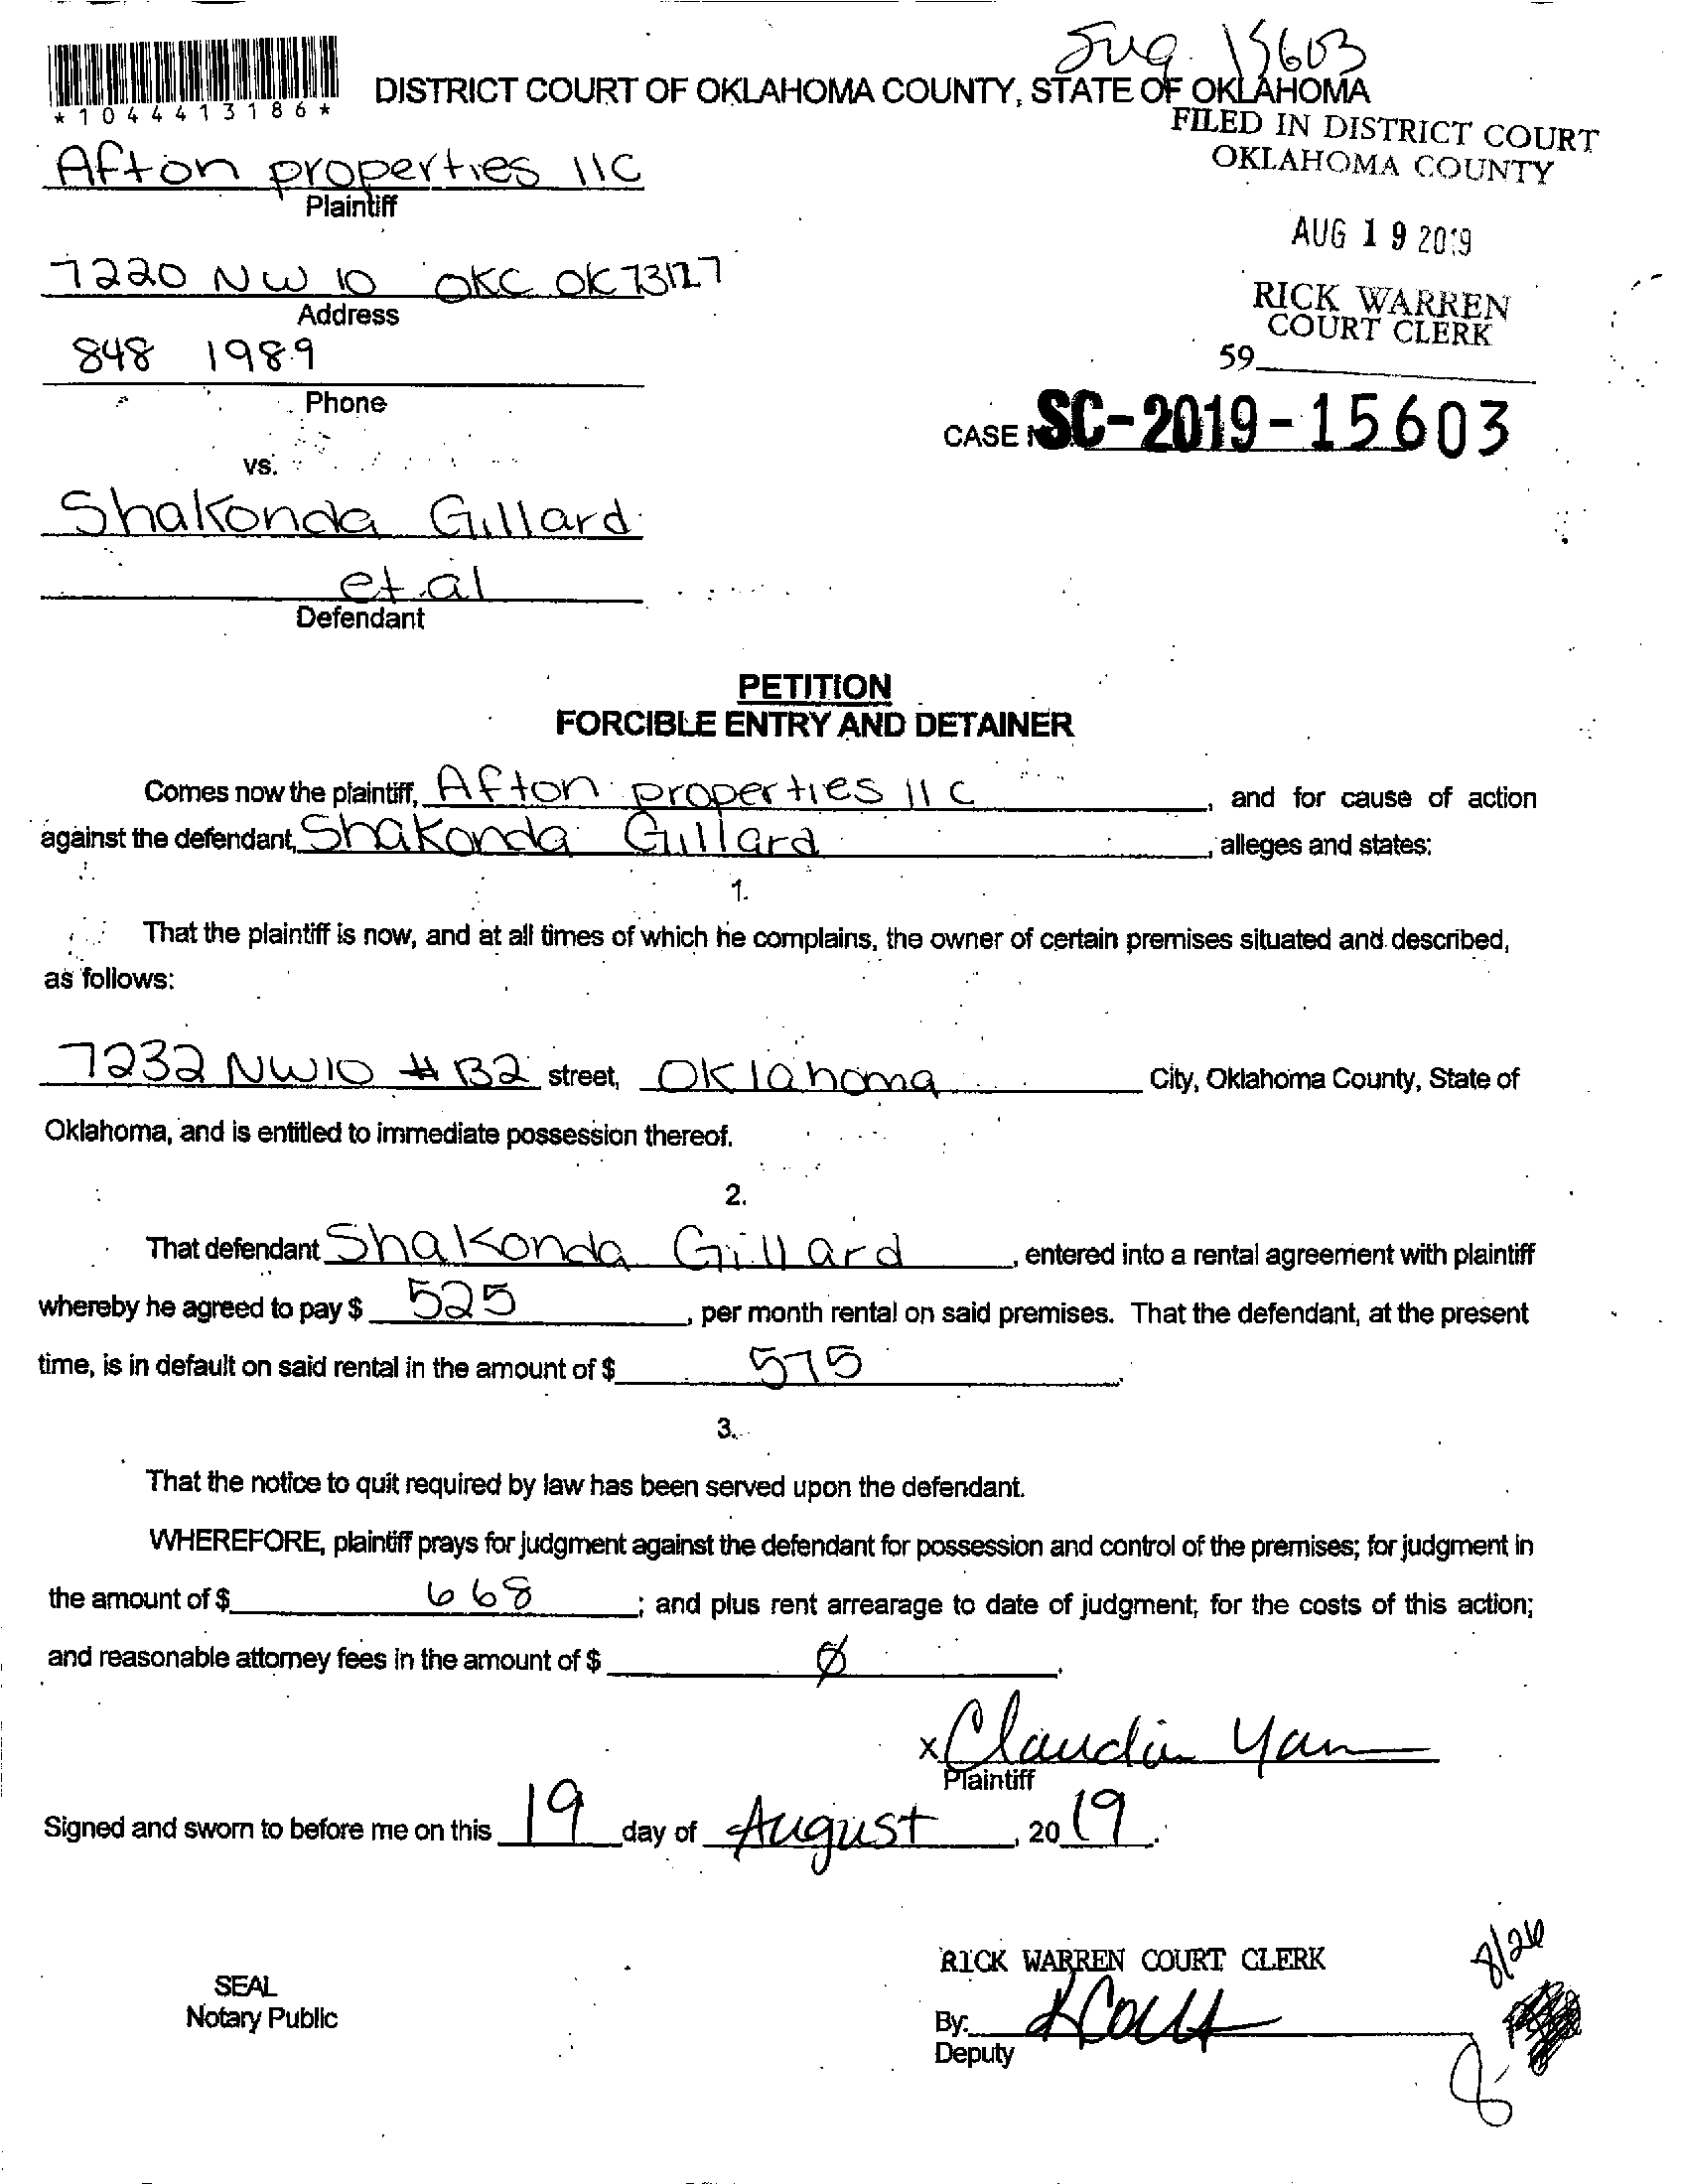 Jug. 15603
*1044413186*
DISTRICT COURT OF OKLAHOMA COUNTY, STATE OF OKLAHOMA
FILED IN DISTRICT COURT
OKLAHOMA COUNTY
Afton properties llc
Plaintiff
AUG 19 2019
7220 NW 10 OKC OK 73127
Address
RICK WARREN
COURT CLERK
848 1989
59
Phone
CASE SC-2019-15603
vs.
Shakonda Gillard
et al
Defendant
PETITION
FORCIBLE ENTRY AND DETAINER
Comes now the plaintiff, Afton properties llc, and for cause of action
against the defendant, Shakonda Gillard, alleges and states:
1.
That the plaintiff is now, and at all times of which he complains, the owner of certain premises situated and described,
as follows:
7232 NW10 #B2 street, Oklahoma City, Oklahoma County, State of
Oklahoma, and is entitled to immediate possession thereof.
2.
That defendant Shakonda Gillard, entered into a rental agreement with plaintiff
whereby he agreed to pay $ 525, per month rental on said premises. That the defendant, at the present
time, is in default on said rental in the amount of $ 575
3.
That the notice to quit required by law has been served upon the defendant.
WHEREFORE, plaintiff prays for judgment against the defendant for possession and control of the premises; for judgment in
the amount of $ 668; and plus rent arrearage to date of judgment; for the costs of this action;
and reasonable attorney fees in the amount of $ Ø.
x Claudia Yan
Plaintiff
Signed and sworn to before me on this 19 day of August, 2019.
RICK WARREN COURT CLERK
8/26
SEAL
Notary Public
By:
Deputy